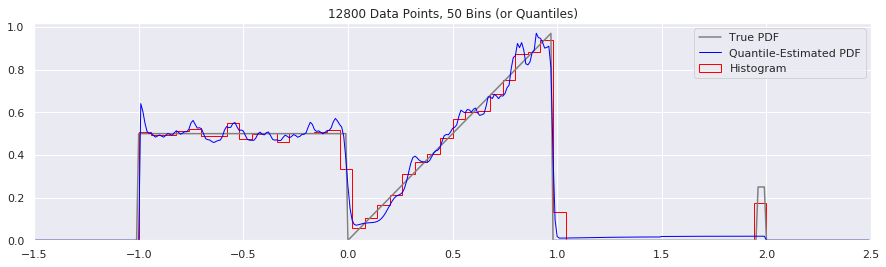 12800 Data Points, 50 Bins (or Quantiles)
1.0
0.8
0.6
0.4
0.2
0.0
−1.5 −1.0 −0.5 0.0 0.5 1.0 1.5 2.0 2.5
True PDF
Quantile-Estimated PDF
Histogram